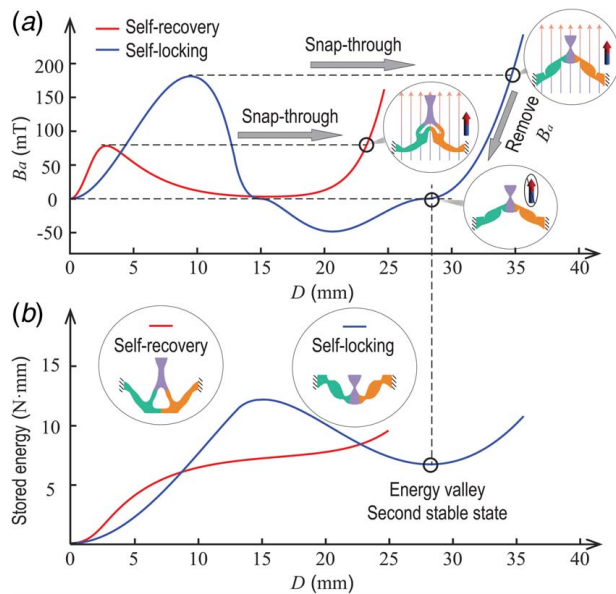 (a)
Self-recovery
Self-locking
Snap-through
Snap-through
Remove
Ba
Ba (mT)
200
150
100
50
0
-50
0
5
10
15
20
25
30
35
40
D (mm)
(b)
Self-recovery
Self-locking
Stored energy (N·mm)
15
10
5
Energy valley
Second stable state
0
5
10
15
20
25
30
35
40
D (mm)